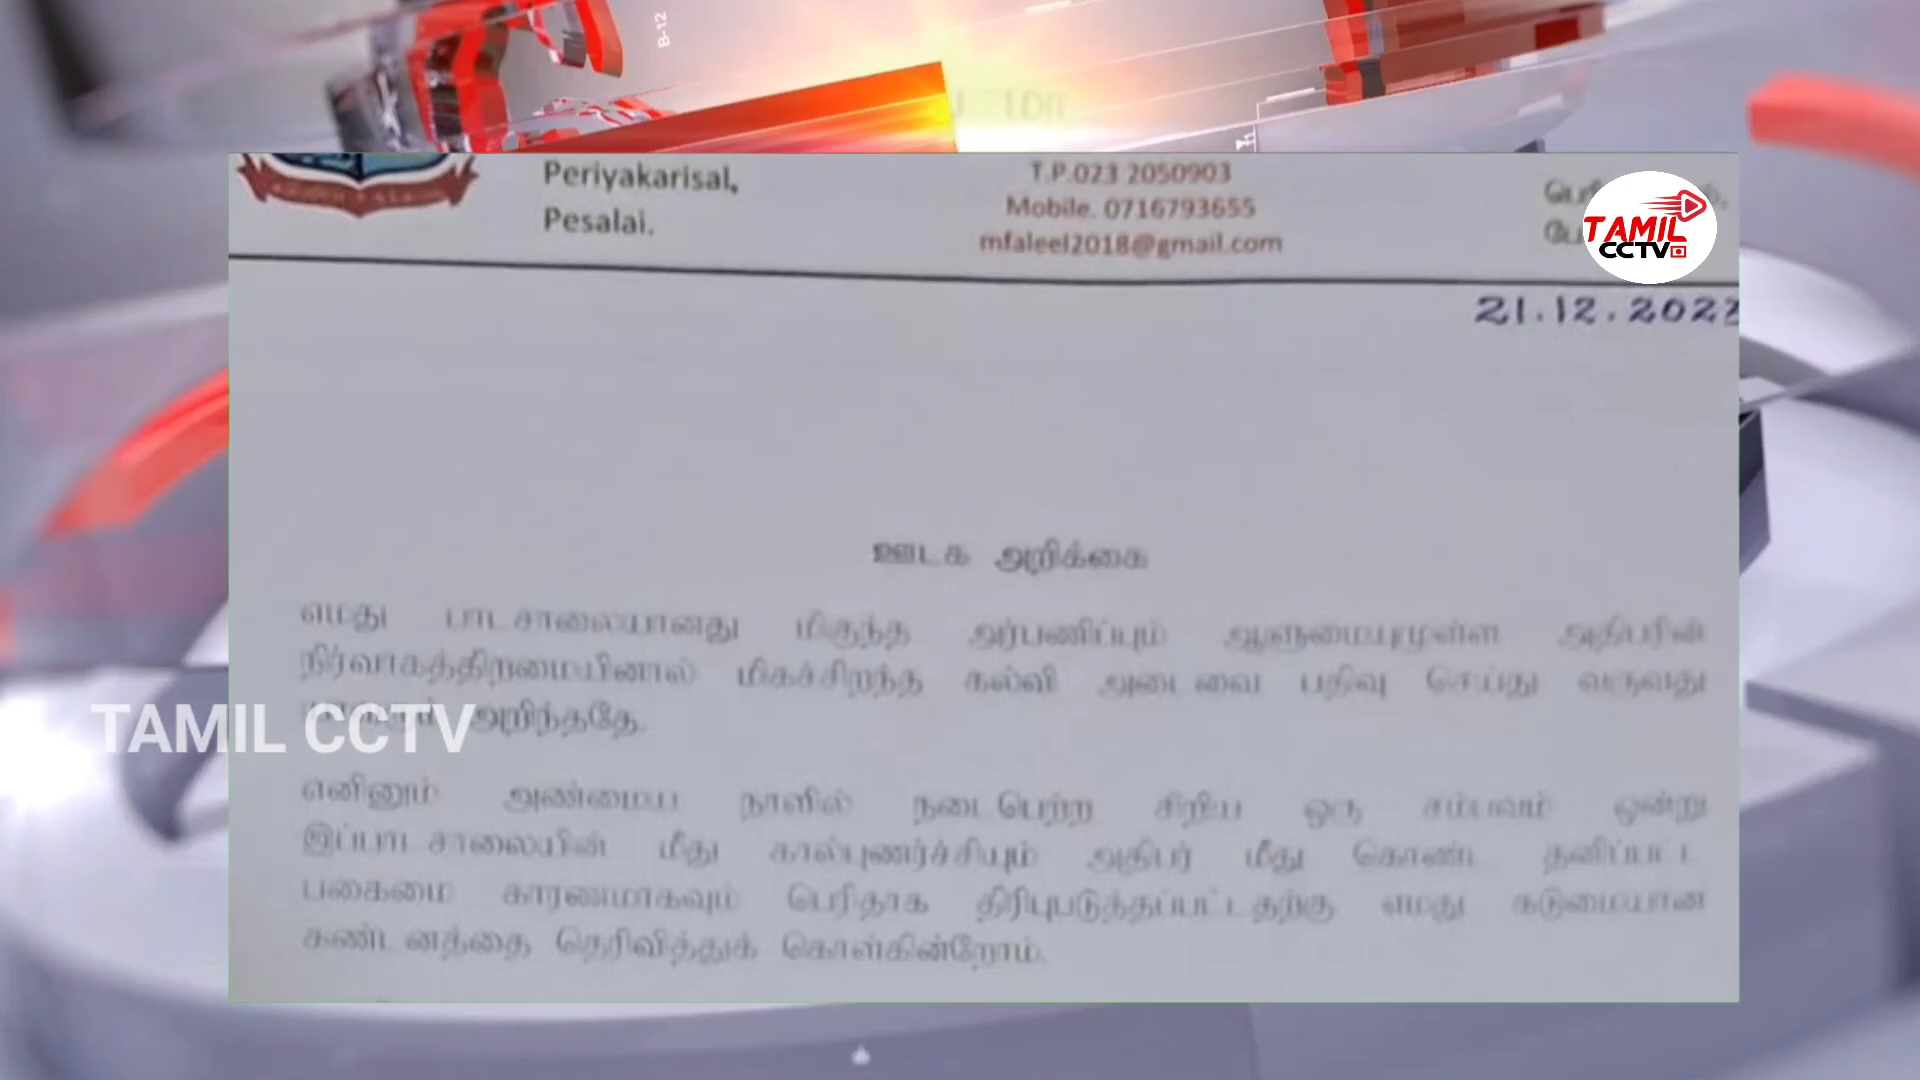 B-12
மா
Periyakarisal,
Pesalai.
T.P.023 2050903
Mobile. 0716793655
mfaleel2018@gmail.com
TAMIL
CCTV
21.12.2023
ஊடக அறிக்கை
எமது பாடசாலையானது மிகுந்த அர்பணிப்பும் ஆளுமையுமுள்ள அதிபரின்
நிர்வாகத்திறமையினால் மிகச்சிறந்த கல்வி அடைவை பதிவு செய்து வருவது
அறிந்ததே.
TAMIL CCTV
எனினும் அண்மைய நாளில் நடைபெற்ற சிறிய ஒரு சம்பவம் ஒன்று
இப்பாடசாலையின் மீது கால்புணர்ச்சியும் அதிபர் மீது கொண்ட தனிப்பட்ட
பகைமை காரணமாகவும் பெரிதாக திரியுபடுத்தப்பட்டதற்கு எமது கடுமையான
கண்டனத்தை தெரிவித்துக் கொள்கின்றோம்.